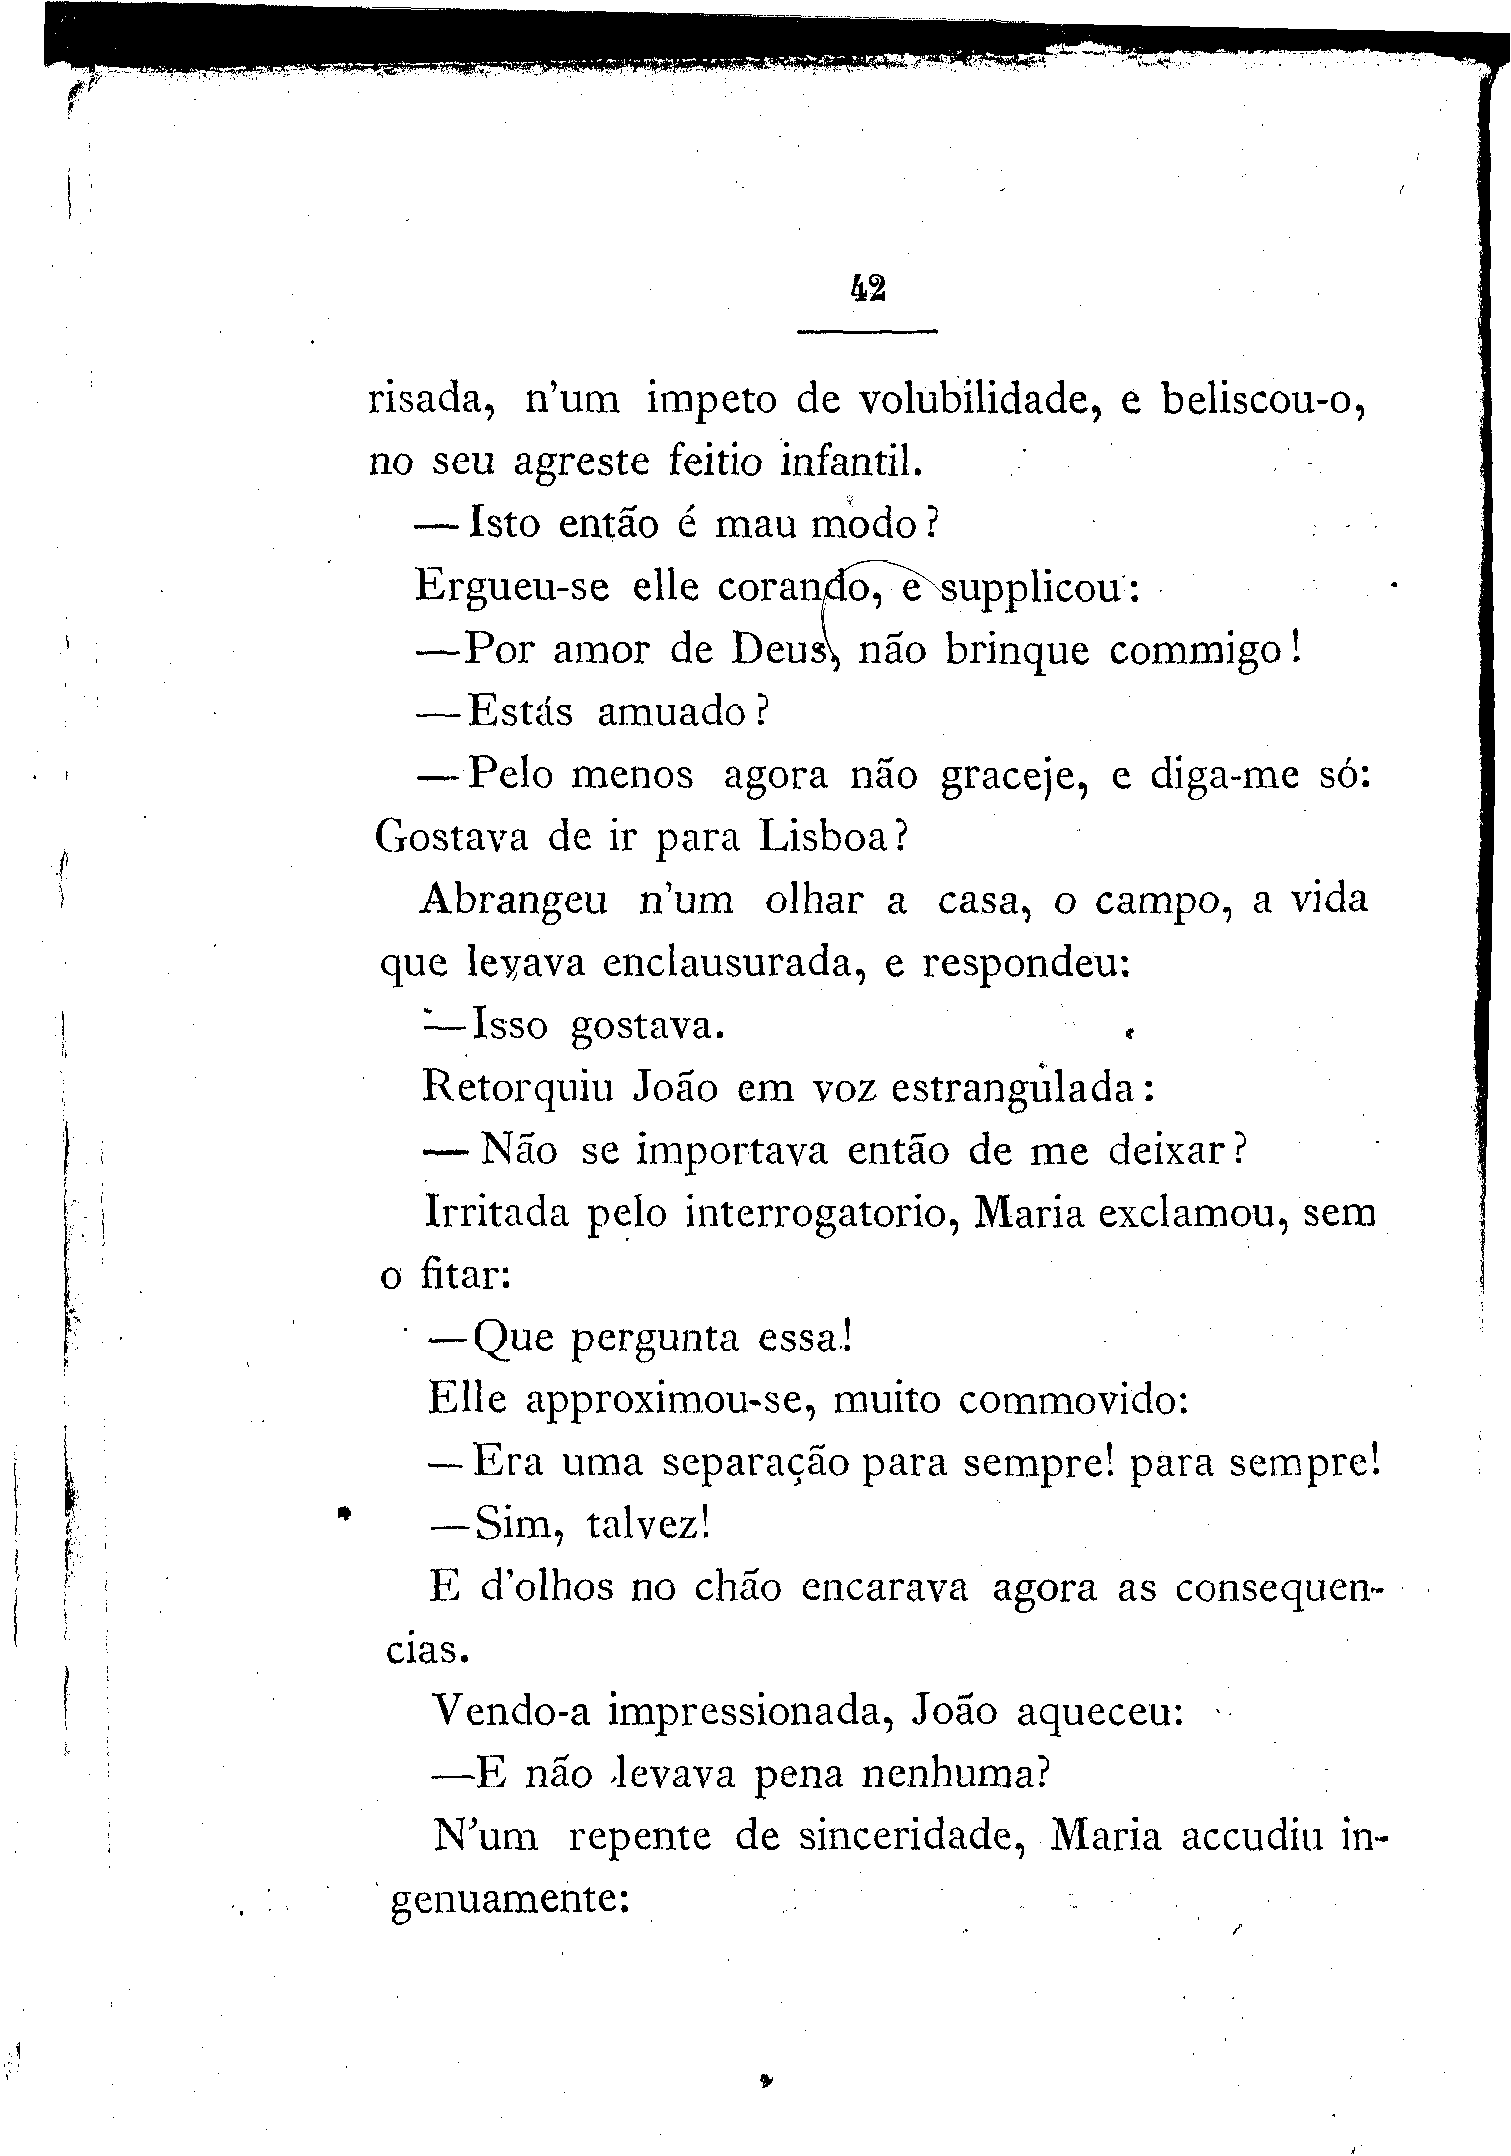 42
risada, n'um impeto de volubilidade, e beliscou-o,
no seu agreste feitio infantil.
— Isto então é mau modo?
Ergueu-se elle corando, e supplicou:
—Por amor de Deus, não brinque commigo!
—Estás amuado?
—Pelo menos agora não graceje, e diga-me só:
Gostava de ir para Lisboa?
Abrangeu n'um olhar a casa, o campo, a vida
que levava enclausurada, e respondeu:
—Isso gostava.
Retorquiu João em voz estrangulada:
— Não se importava então de me deixar?
Irritada pelo interrogatorio, Maria exclamou, sem
o fitar:
—Que pergunta essa!
Elle approximou-se, muito commovido:
—Era uma separação para sempre! para sempre!
—Sim, talvez!
E d'olhos no chão encarava agora as consequen-
cias.
Vendo-a impressionada, João aqueceu:
—E não levava pena nenhuma?
N'um repente de sinceridade, Maria accudiu in-
genuamente: